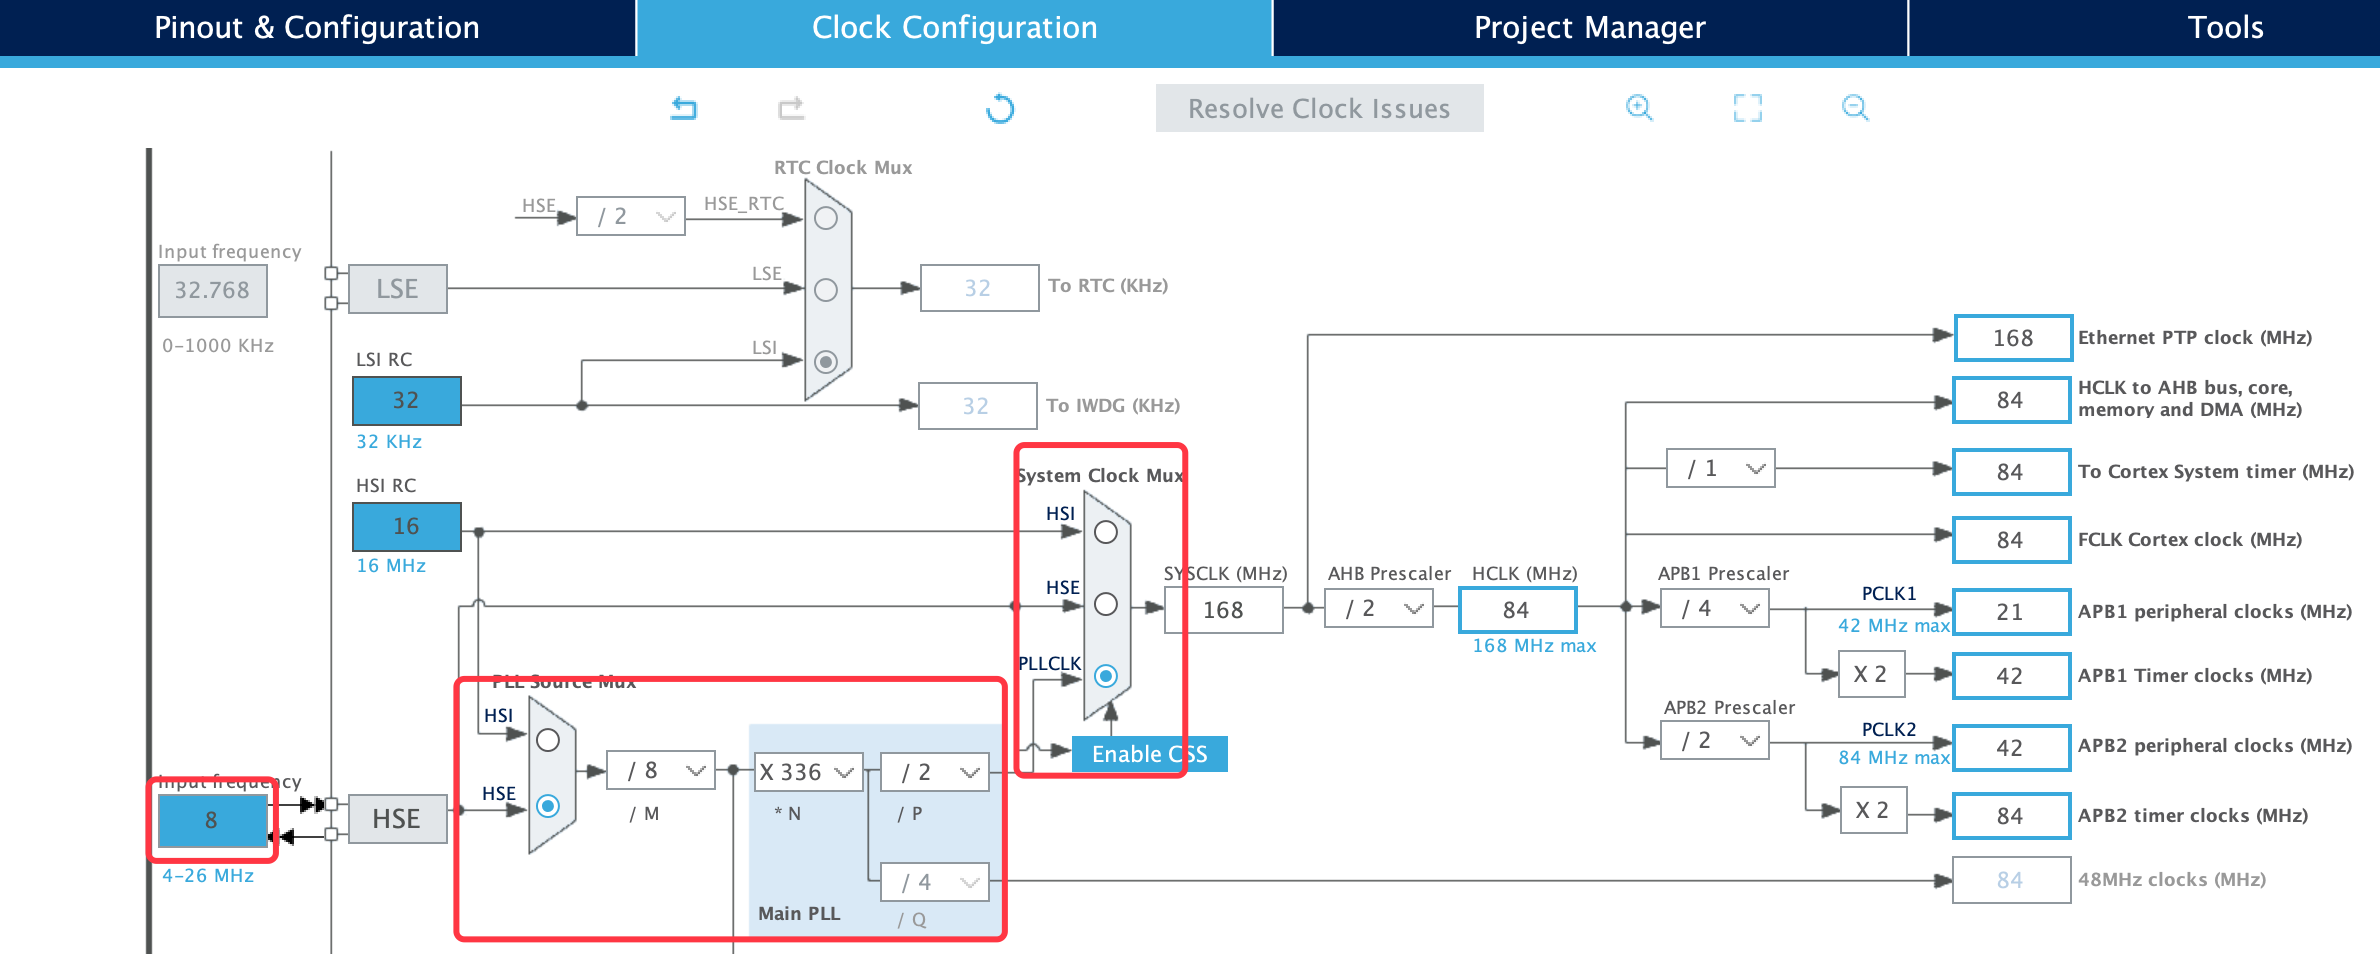 Pinout & Configuration
Clock Configuration
Project Manager
Tools
Resolve Clock Issues
RTC Clock Mux
HSE
/ 2
HSE_RTC
Input frequency
32.768
LSE
LSE
32
To RTC (KHz)
0-1000 KHz
LSI RC
LSI
32
32 KHz
32
To IWDG (KHz)
168
Ethernet PTP clock (MHz)
84
HCLK to AHB bus, core,
memory and DMA (MHz)
System Clock Mux
/ 1
84
To Cortex System timer (MHz)
HSI RC
16
16 MHz
HSI
84
FCLK Cortex clock (MHz)
HSE
SYSCLK (MHz)
168
AHB Prescaler
/ 2
HCLK (MHz)
84
168 MHz max
APB1 Prescaler
/ 4
PCLK1
42 MHz max
21
APB1 peripheral clocks (MHz)
PLLCLK
X 2
42
APB1 Timer clocks (MHz)
PLL Source Mux
HSI
APB2 Prescaler
/ 2
PCLK2
84 MHz max
42
APB2 peripheral clocks (MHz)
Enable CSS
/ 8
X 336
/ 2
Input frequency
8
HSE
HSE
/ M
* N
/ P
X 2
84
APB2 timer clocks (MHz)
4-26 MHz
/ 4
84
48MHz clocks (MHz)
Main PLL
/ Q